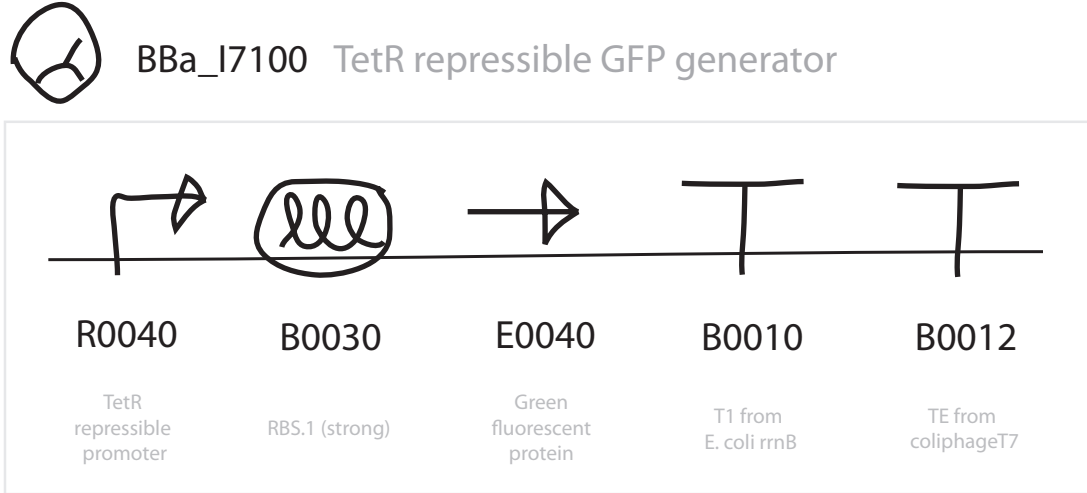 BBa_I7100 TetR repressible GFP generator
R0040 B0030 E0040 B0010 B0012
TetR
repressible
promoter
RBS.1 (strong)
Green
fluorescent
protein
T1 from
E. coli rrnB
TE from
coliphageT7